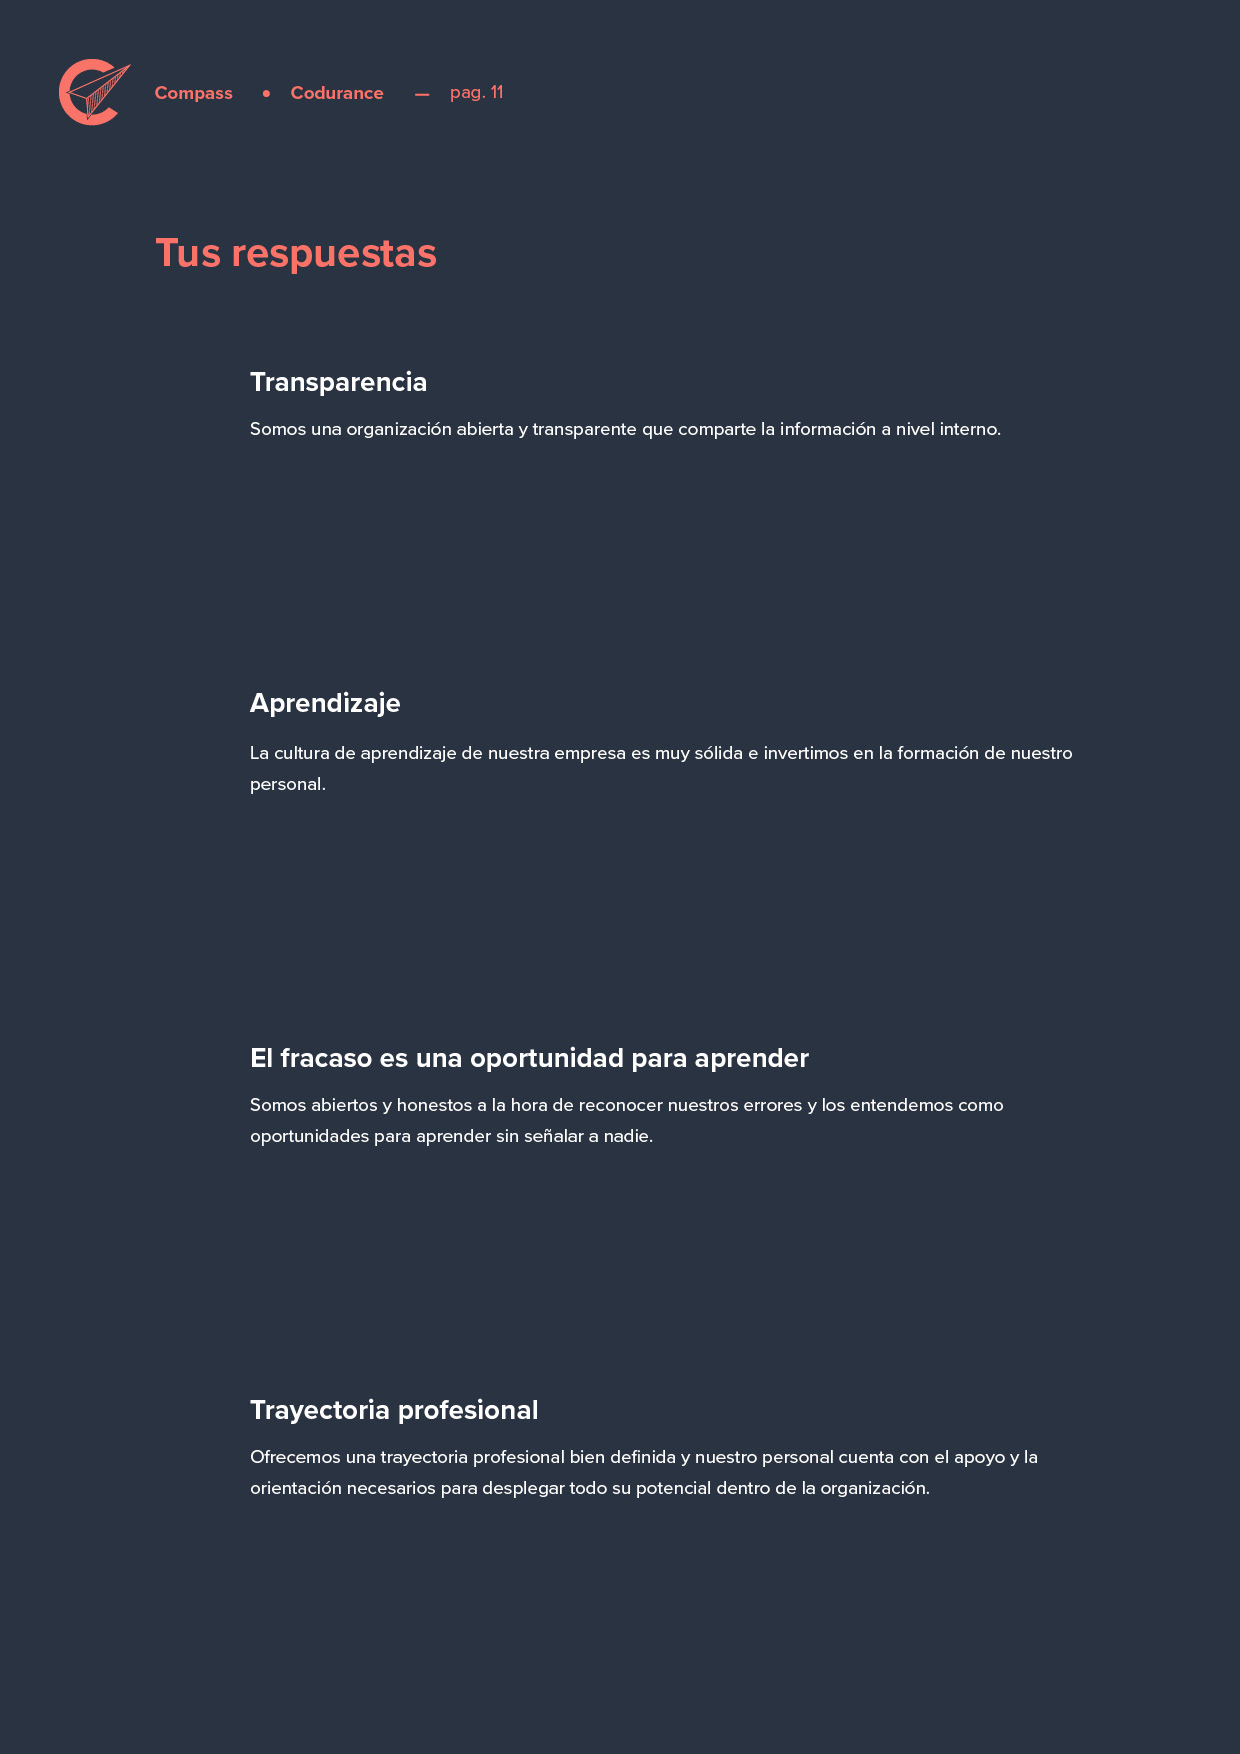 Compass • Codurance — pag. 11
Tus respuestas
Transparencia
Somos una organización abierta y transparente que comparte la información a nivel interno.
Aprendizaje
La cultura de aprendizaje de nuestra empresa es muy sólida e invertimos en la formación de nuestro
personal.
El fracaso es una oportunidad para aprender
Somos abiertos y honestos a la hora de reconocer nuestros errores y los entendemos como
oportunidades para aprender sin señalar a nadie.
Trayectoria profesional
Ofrecemos una trayectoria profesional bien definida y nuestro personal cuenta con el apoyo y la
orientación necesarios para desplegar todo su potencial dentro de la organización.